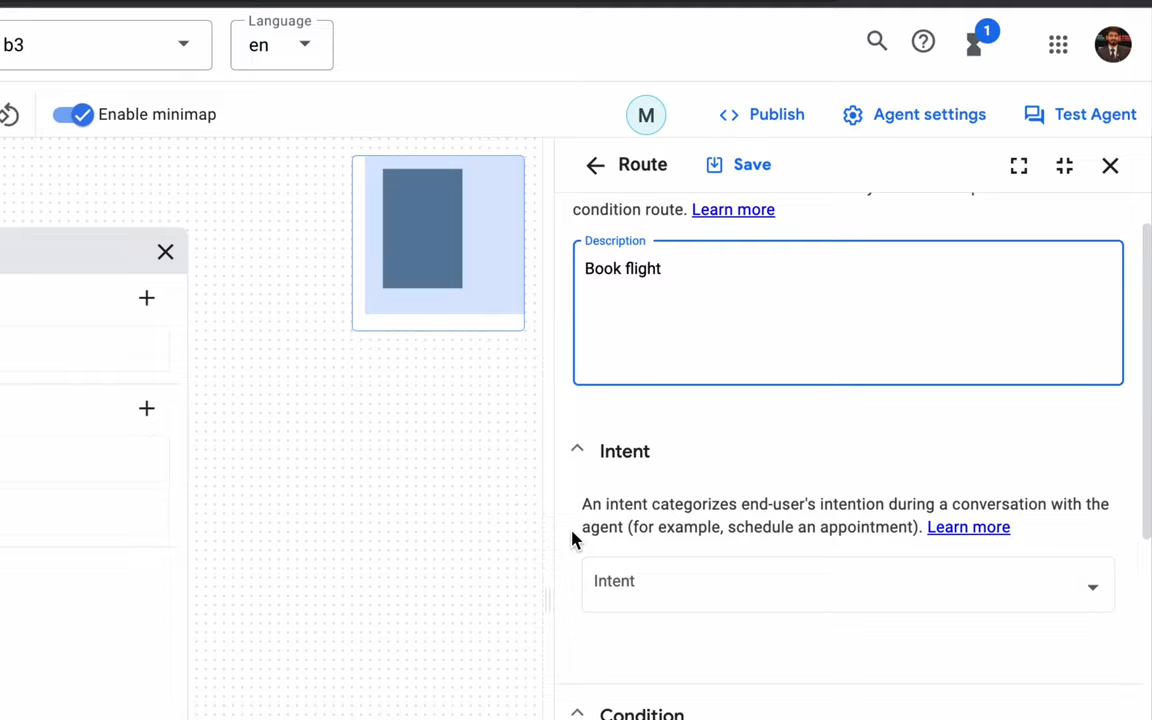 Language
b3
en
1
Enable minimap
M
Publish
Agent settings
Test Agent
Route
Save
condition route. Learn more
Description
Book flight
Intent
An intent categorizes end-user's intention during a conversation with the
agent (for example, schedule an appointment). Learn more
Intent
Condition